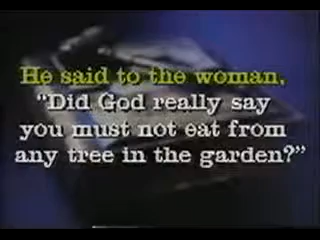 He said to the woman,
“Did God really say
you must not eat from
any tree in the garden?”